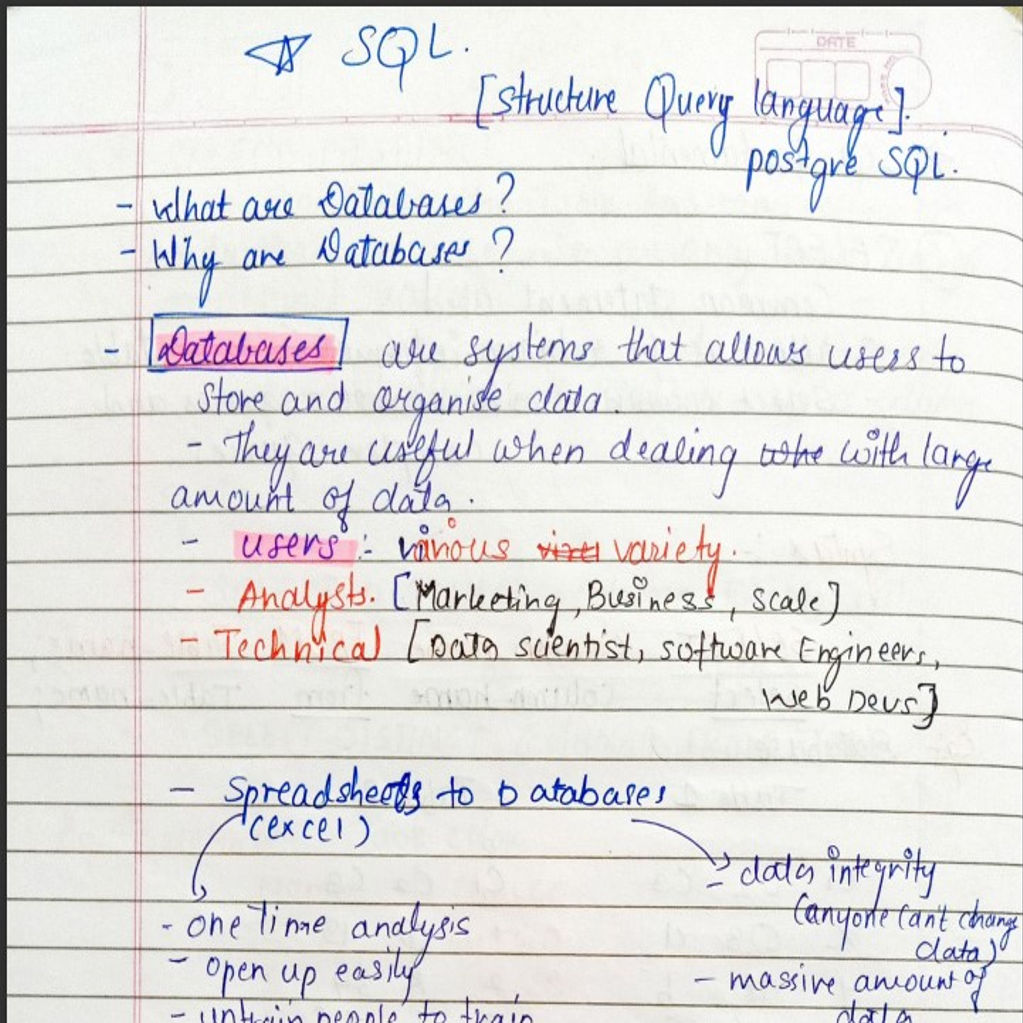 SQL.
DATE
[structure Query language].
postgre SQL.
- What are Databases?
- Why are Databases?
- Databases are systems that allows users to
store and organise data.
- They are useful when dealing with large
amount of data.
- users :- various variety.
- Analysts. [Marketing, Business, scale]
- Technical [Data scientist, software Engineers,
Web Devs]
- Spreadsheets to Databases
(excel)
- data integrity
(anyone can't change
data)
- one Time analysis
- open up easily
- massive amount of
data
- untrain people to train